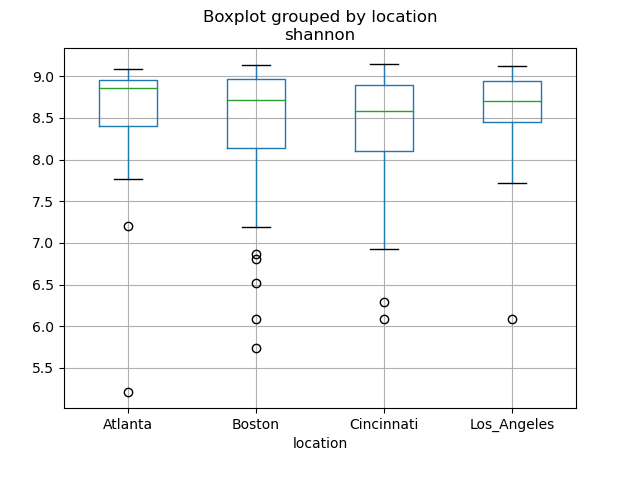 Boxplot grouped by location
shannon
9.0
8.5
8.0
7.5
7.0
6.5
6.0
5.5
Atlanta
Boston
Cincinnati
Los_Angeles
location